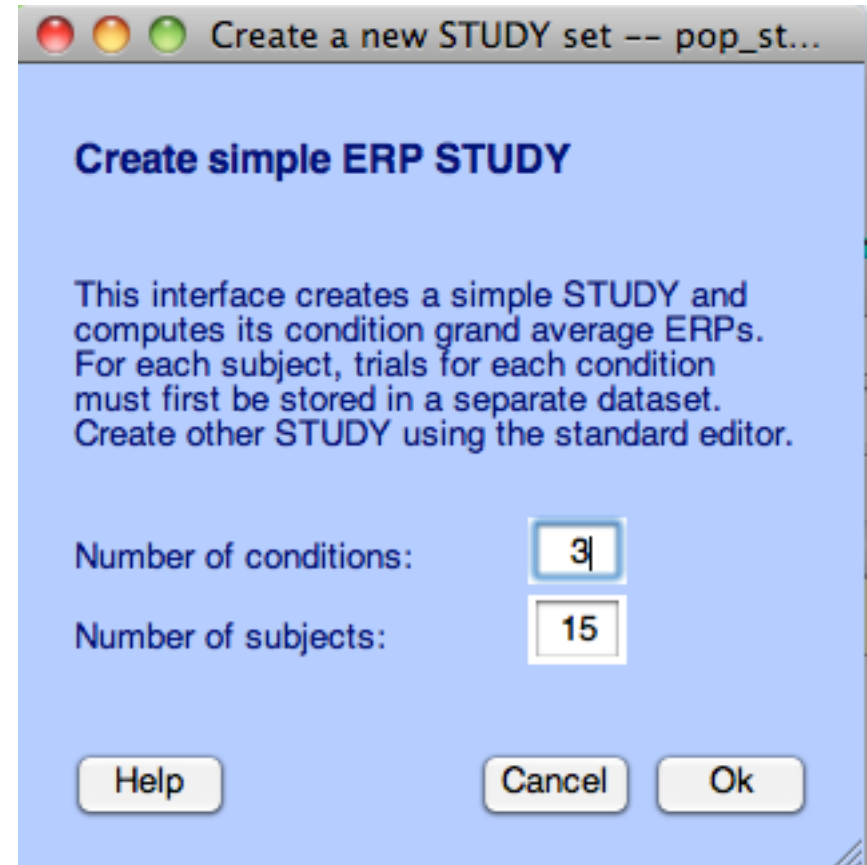 Create a new STUDY set -- pop_st...
Create simple ERP STUDY
This interface creates a simple STUDY and
computes its condition grand average ERPs.
For each subject, trials for each condition
must first be stored in a separate dataset.
Create other STUDY using the standard editor.
Number of conditions: 3
Number of subjects: 15
Help Cancel Ok